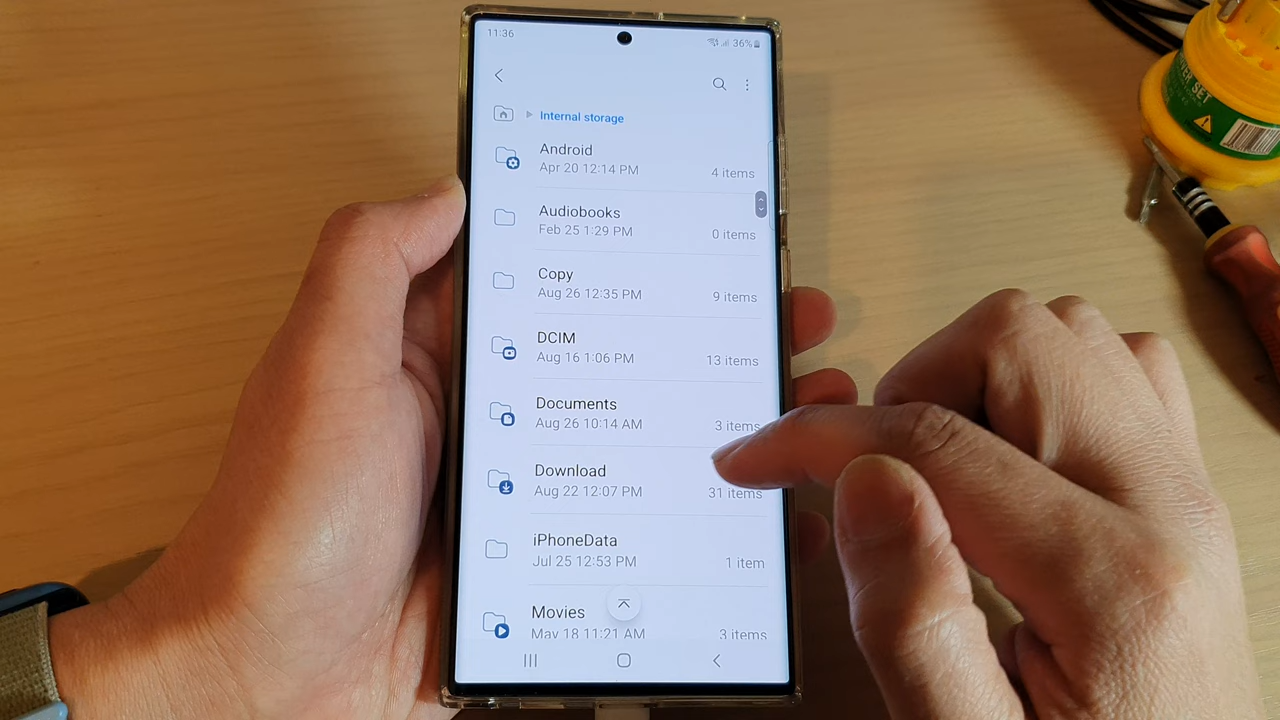 11:36
36%
Internal storage
Android
Apr 20 12:14 PM
4 items
Audiobooks
Feb 25 1:29 PM
0 items
Copy
Aug 26 12:35 PM
9 items
DCIM
Aug 16 1:06 PM
13 items
Documents
Aug 26 10:14 AM
3 items
Download
Aug 22 12:07 PM
31 items
iPhoneData
Jul 25 12:53 PM
1 item
Movies
May 18 11:21 AM
3 items
SET